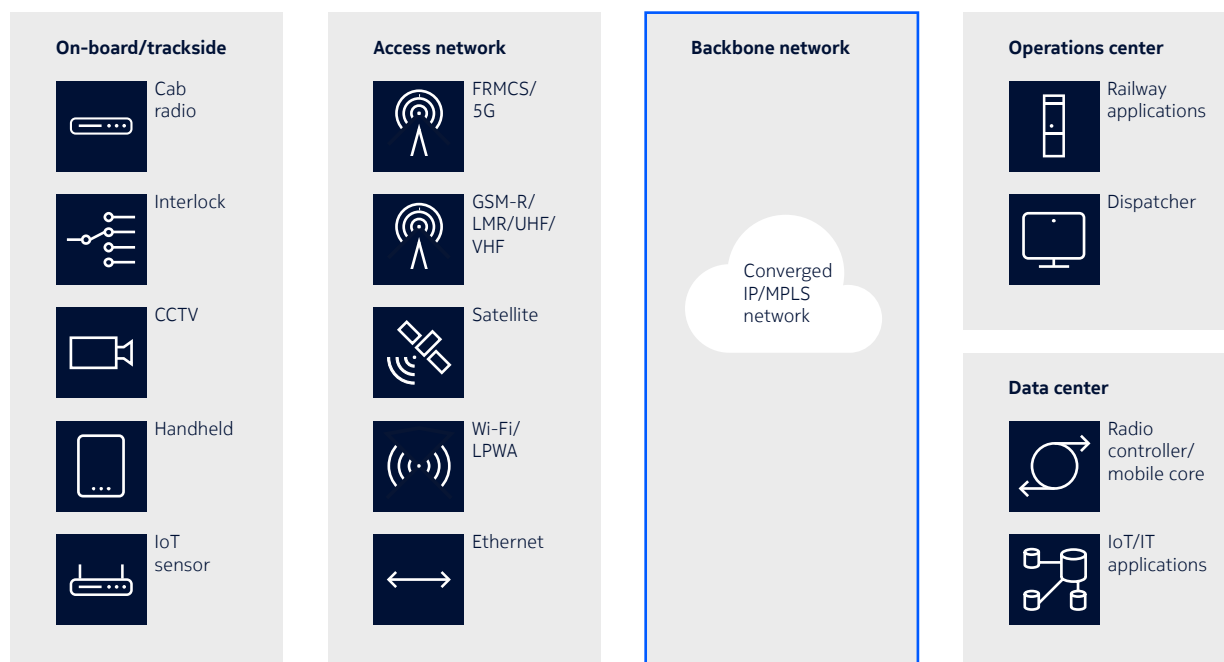 On-board/trackside
Cab
radio
Interlock
CCTV
Handheld
IoT
sensor
Access network
FRMCS/
5G
GSM-R/
LMR/UHF/
VHF
Satellite
Wi-Fi/
LPWA
Ethernet
Backbone network
Converged
IP/MPLS
network
Operations center
Railway
applications
Dispatcher
Data center
Radio
controller/
mobile core
IoT/IT
applications